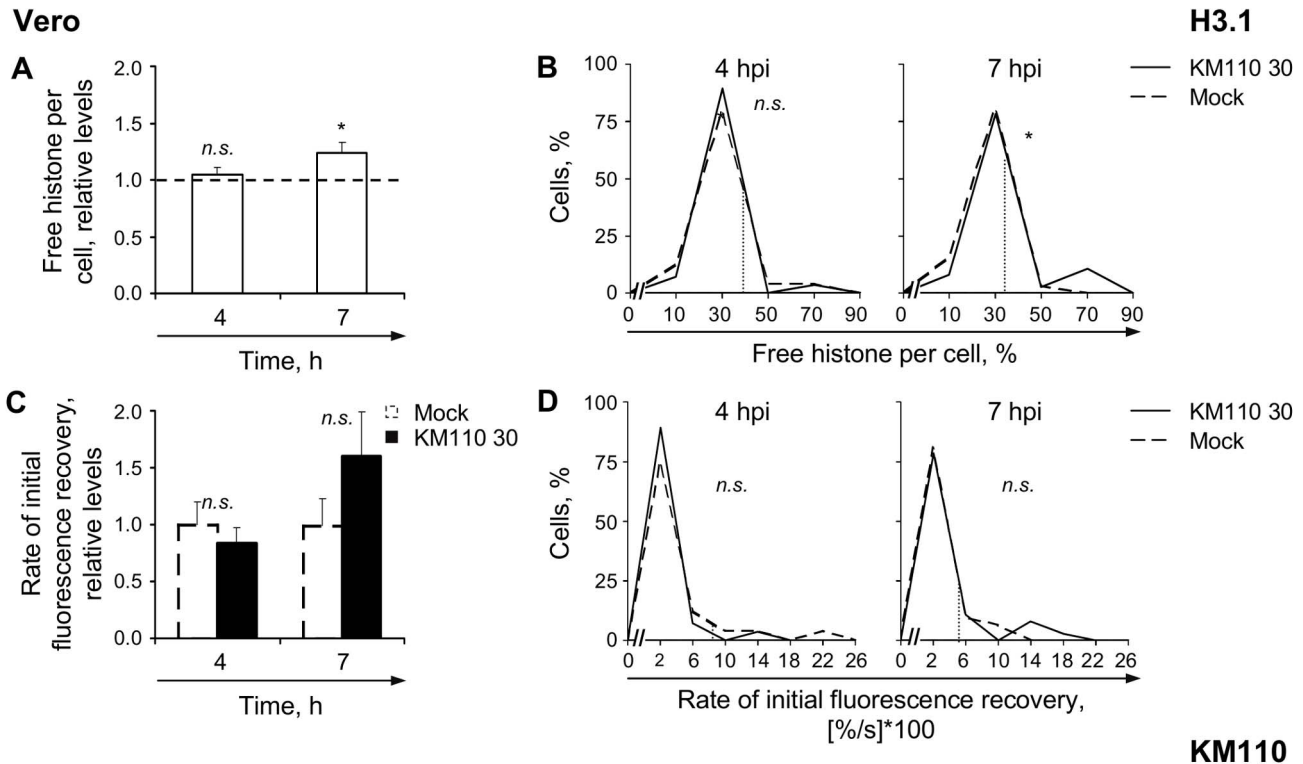 Vero
H3.1
A
Free histone per
cell, relative levels
2.0
1.5
1.0
0.5
0.0
n.s.
*
4
7
Time, h
B
Cells, %
100
75
50
25
0
4 hpi
n.s.
7 hpi
*
KM110 30
Mock
0 10 30 50 70 90
0 10 30 50 70 90
Free histone per cell, %
C
Rate of initial
fluorescence recovery,
relative levels
2.0
1.5
1.0
0.5
0.0
n.s.
n.s.
Mock
KM110 30
4
7
Time, h
D
Cells, %
100
75
50
25
0
4 hpi
n.s.
7 hpi
n.s.
KM110 30
Mock
0 2 6 10 14 18 22 26
0 2 6 10 14 18 22 26
Rate of initial fluorescence recovery,
[%/s]*100
KM110